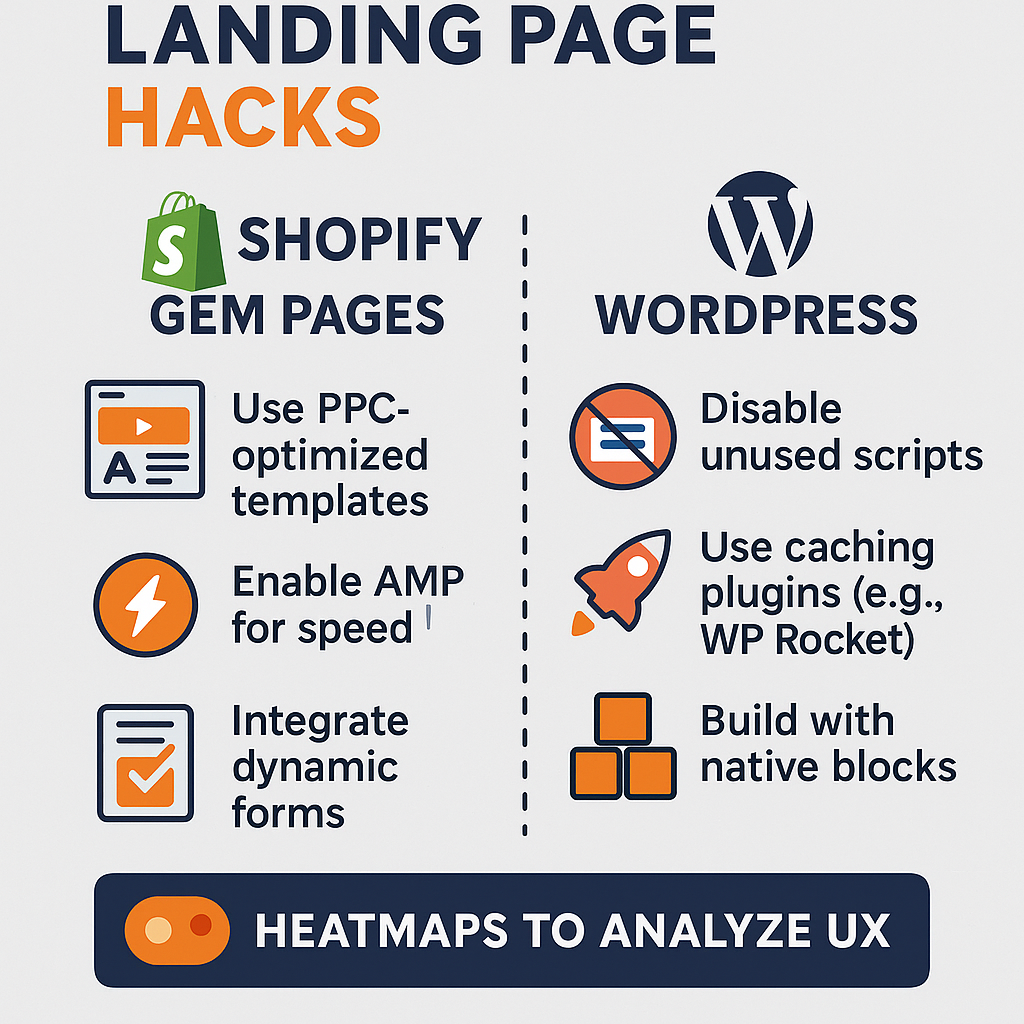 LANDING PAGE
HACKS
S SHOPIFY
GEM PAGES
Use PPC-
optimized
templates
A
Enable AMP
for speed
Integrate
dynamic
forms
W
WORDPRESS
Disable
unused scripts
Use caching
plugins (e.g.,
WP Rocket)
Build with
native blocks
HEATMAPS TO ANALYZE UX